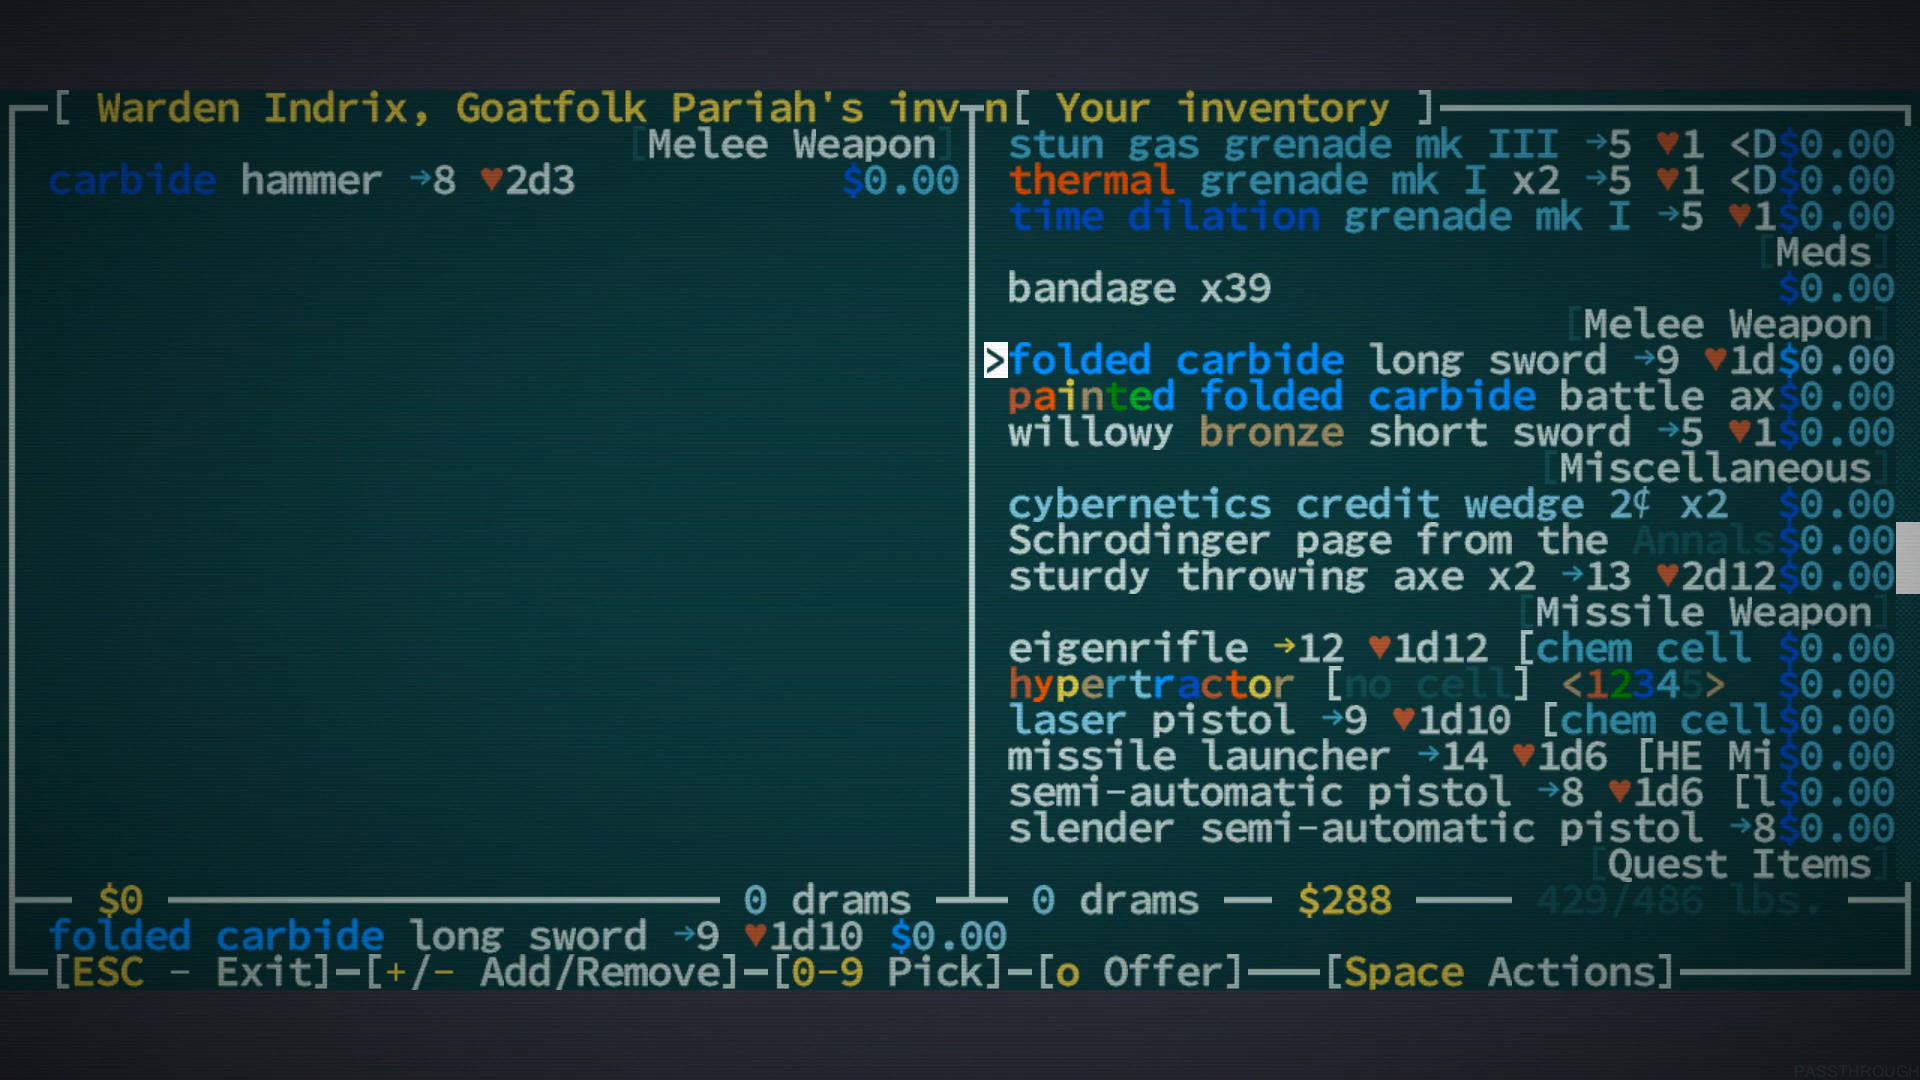 [ Warden Indrix, Goatfolk Pariah's inv
[Melee Weapon]
carbide hammer →8 ♥2d3 $0.00
n[ Your inventory ]
stun gas grenade mk III →5 ♥1 <D$0.00
thermal grenade mk I x2 →5 ♥1 <D$0.00
time dilation grenade mk I →5 ♥1$0.00
[Meds]
bandage x39 $0.00
[Melee Weapon]
>folded carbide long sword →9 ♥1d$0.00
painted folded carbide battle ax$0.00
willowy bronze short sword →5 ♥1$0.00
[Miscellaneous]
cybernetics credit wedge 2¢ x2 $0.00
Schrodinger page from the Annals$0.00
sturdy throwing axe x2 →13 ♥2d12$0.00
[Missile Weapon]
eigenrifle →12 ♥1d12 [chem cell $0.00
hypertractor [no cell] <12345> $0.00
laser pistol →9 ♥1d10 [chem cell$0.00
missile launcher →14 ♥1d6 [HE Mi$0.00
semi-automatic pistol →8 ♥1d6 [l$0.00
slender semi-automatic pistol →8$0.00
[Quest Items]
$0 0 drams 0 drams $288 429/486 lbs.
folded carbide long sword →9 ♥1d10 $0.00
[ESC - Exit]-[+/- Add/Remove]-[0-9 Pick]-[o Offer] [Space Actions]
PASSTHROUGH